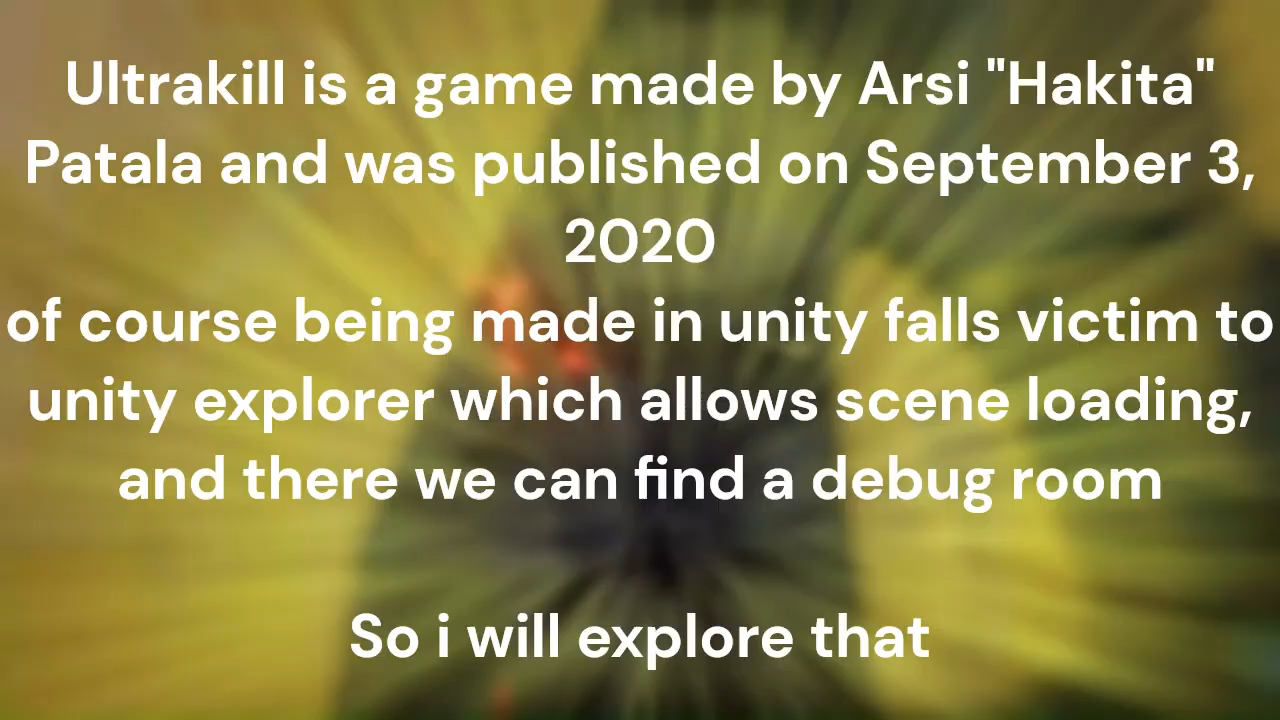 Ultrakill is a game made by Arsi "Hakita"
Patala and was published on September 3,
2020
of course being made in unity falls victim to
unity explorer which allows scene loading,
and there we can find a debug room
So i will explore that